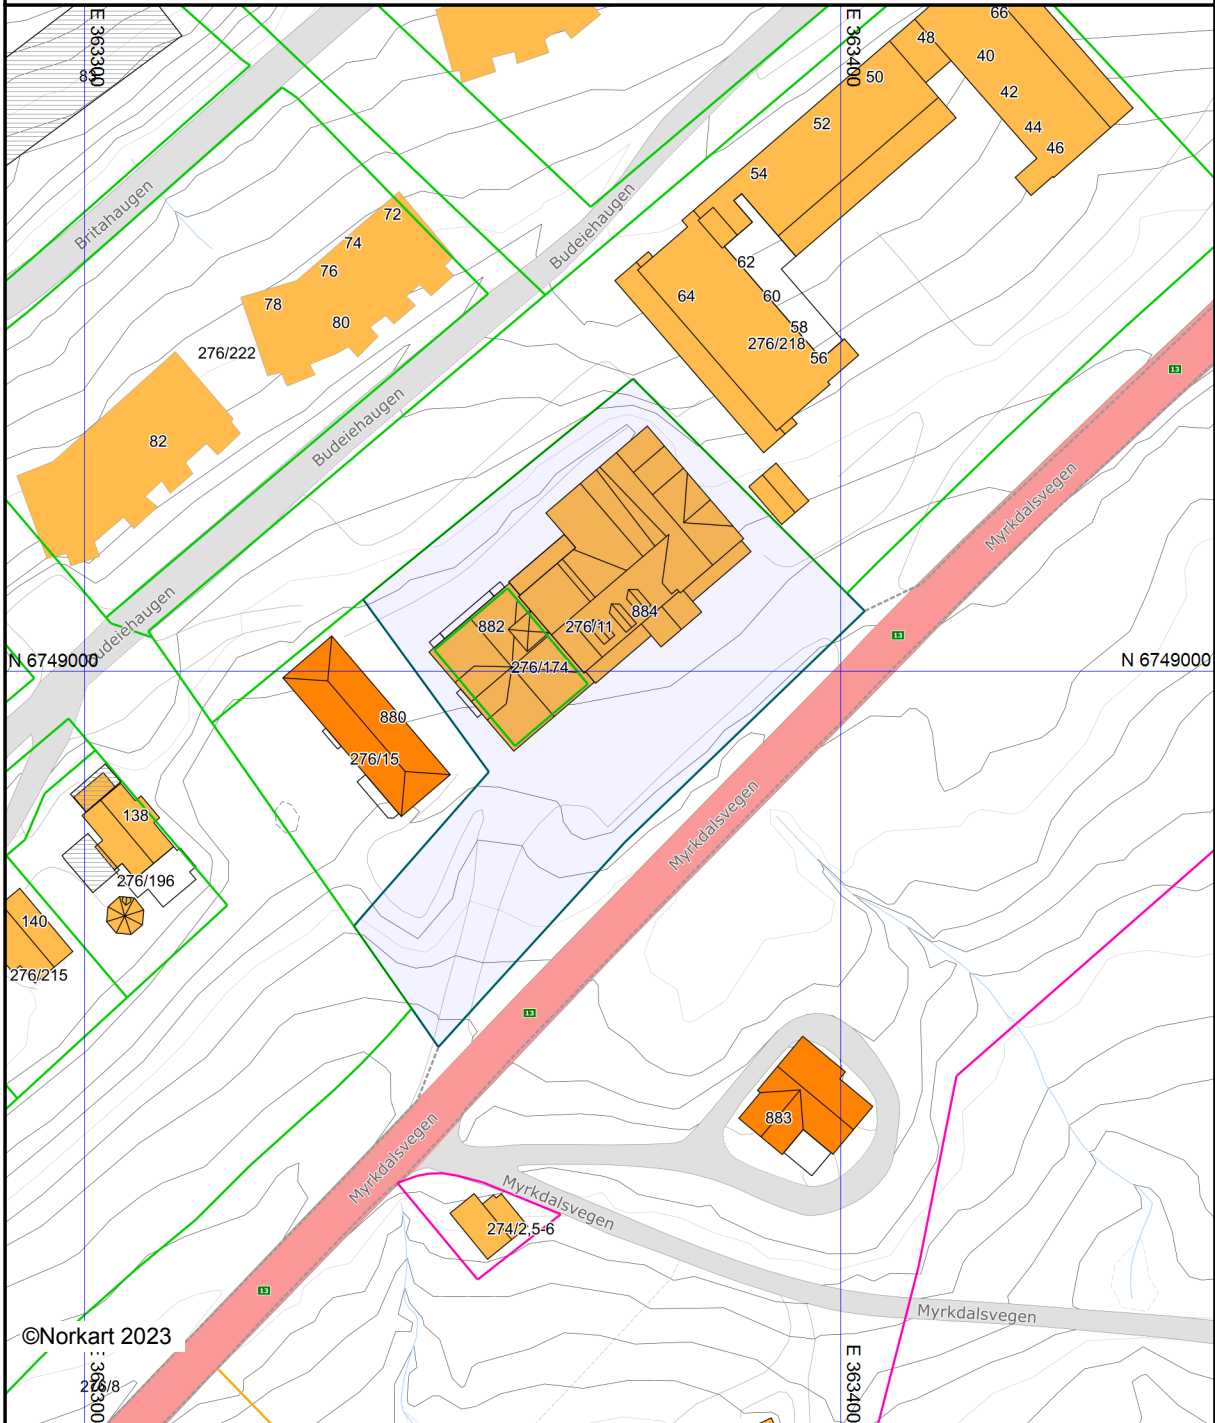 E 363300
E 363400
66
48
40
83
50
42
52
44
46
54
Britahaugen
72
Budeiehaugen
74
62
76
64
60
78
80
58
276/218
276/222
56
13
Budeiehaugen
82
Myrkdalsvegen
884
882
276/11
Budeiehaugen
13
N 6749000
276/174
N 6749000
880
276/15
138
Myrkdalsvegen
276/196
140
276/215
13
883
Myrkdalsvegen
Myrkdalsvegen
274/2,5-6
13
Myrkdalsvegen
©Norkart 2023
276/8
E 363300
E 363400